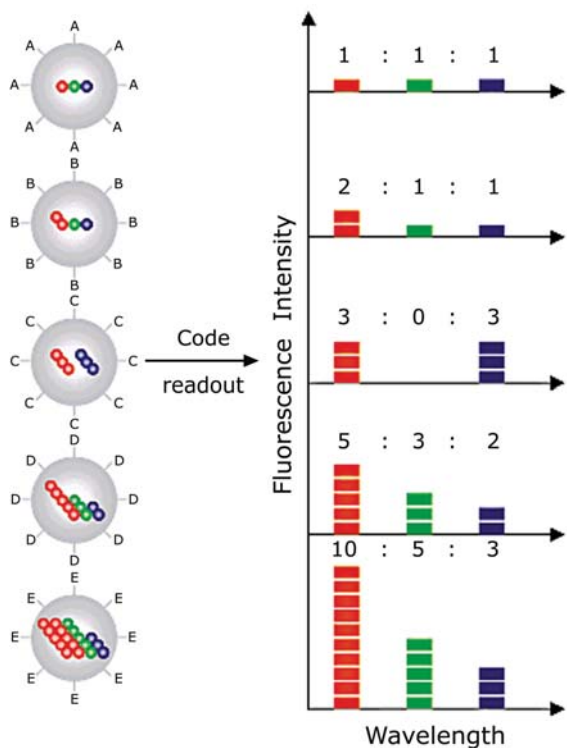 A
A A
A A
A A
A
B
B B
B B
B B
B
C
C C
C C
C C
C
D
D D
D D
D D
D
E
E E
E E
E E
E
Code
readout
Fluorescence Intensity
1 : 1 : 1
2 : 1 : 1
3 : 0 : 3
5 : 3 : 2
10 : 5 : 3
Wavelength